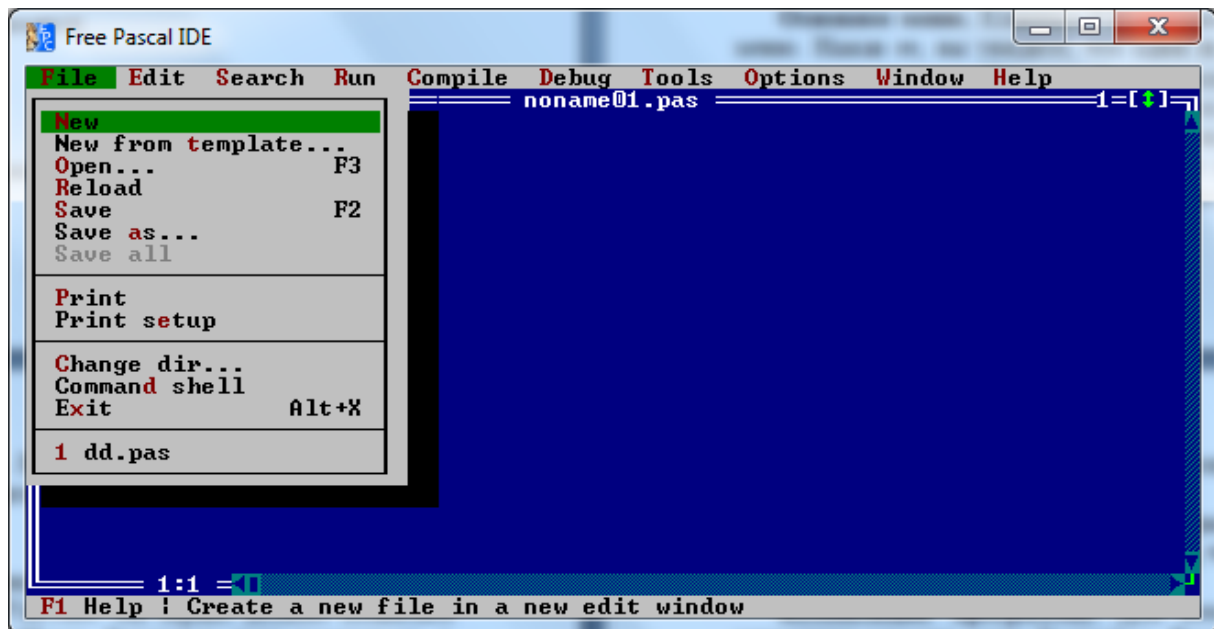 Free Pascal IDE
File Edit Search Run Compile Debug Tools Options Window Help
noname01.pas 1=[↕]
New
New from template...
Open... F3
Reload
Save F2
Save as...
Save all
Print
Print setup
Change dir...
Command shell
Exit Alt+X
1 dd.pas
1:1
F1 Help ¦ Create a new file in a new edit window